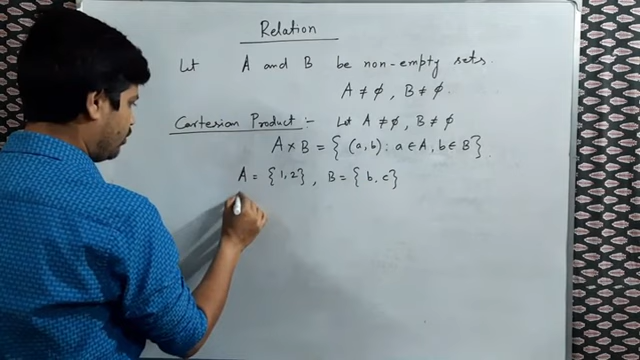 Relation
Let A and B be non-empty sets.
A ≠ ϕ, B ≠ ϕ.
Cartesian Product :- Let A ≠ ϕ, B ≠ ϕ
A × B = { (a, b) : a ∈ A, b ∈ B }.
A = { 1, 2 }, B = { b, c }